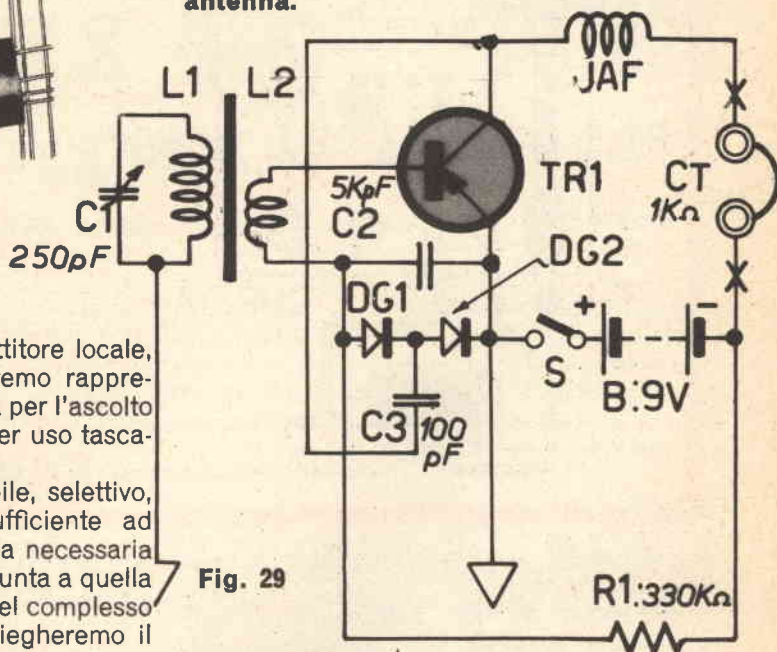 antenna.
L1 L2
JAF
C1
250pF
5KpF
C2
TR1
CT
1KΩ
DG2
DG1
+ -
S
B:9V
C3 100
pF
R1:330KΩ
Fig. 29
ttitore locale,
emo rappre-
per l'ascolto
er uso tasca-
ile, selettivo,
ufficiente ad
a necessaria
unta a quella
el complesso
iegheremo il